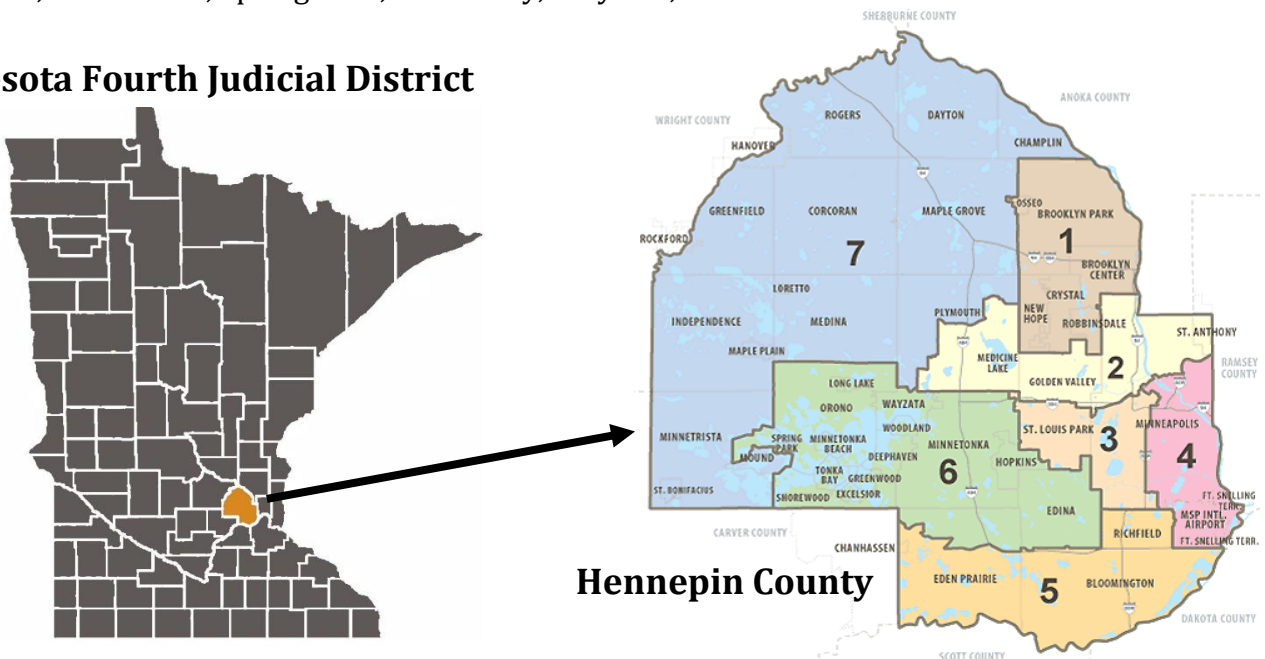 sota Fourth Judicial District
SHERBURNE COUNTY
ANOKA COUNTY
WRIGHT COUNTY
ROGERS
DAYTON
HANOVER
CHAMPLIN
GREENFIELD
CORCORAN
MAPLE GROVE
OSSEO
BROOKLYN PARK
1
ROCKFORD
7
BROOKLYN
CENTER
LORETTO
CRYSTAL
INDEPENDENCE
MEDINA
PLYMOUTH
NEW
HOPE
ROBBINSDALE
ST. ANTHONY
MAPLE PLAIN
MEDICINE
LAKE
2
RAMSEY
COUNTY
LONG LAKE
GOLDEN VALLEY
ORONO
WAYZATA
WOODLAND
ST. LOUIS PARK
3
MINNEAPOLIS
MINNETRISTA
SPRING
PARK
MINNETONKA
BEACH
MINNETONKA
DEEPHAVEN
HOPKINS
4
MOUND
TONKA
BAY
GREENWOOD
6
ST. BONIFACIUS
SHOREWOOD
EXCELSIOR
EDINA
FT. SNELLING
TERR.
MSP INTL.
AIRPORT
CARVER COUNTY
RICHFIELD
FT. SNELLING TERR.
CHANHASSEN
Hennepin County
EDEN PRAIRIE
5
BLOOMINGTON
DAKOTA COUNTY
SCOTT COUNTY